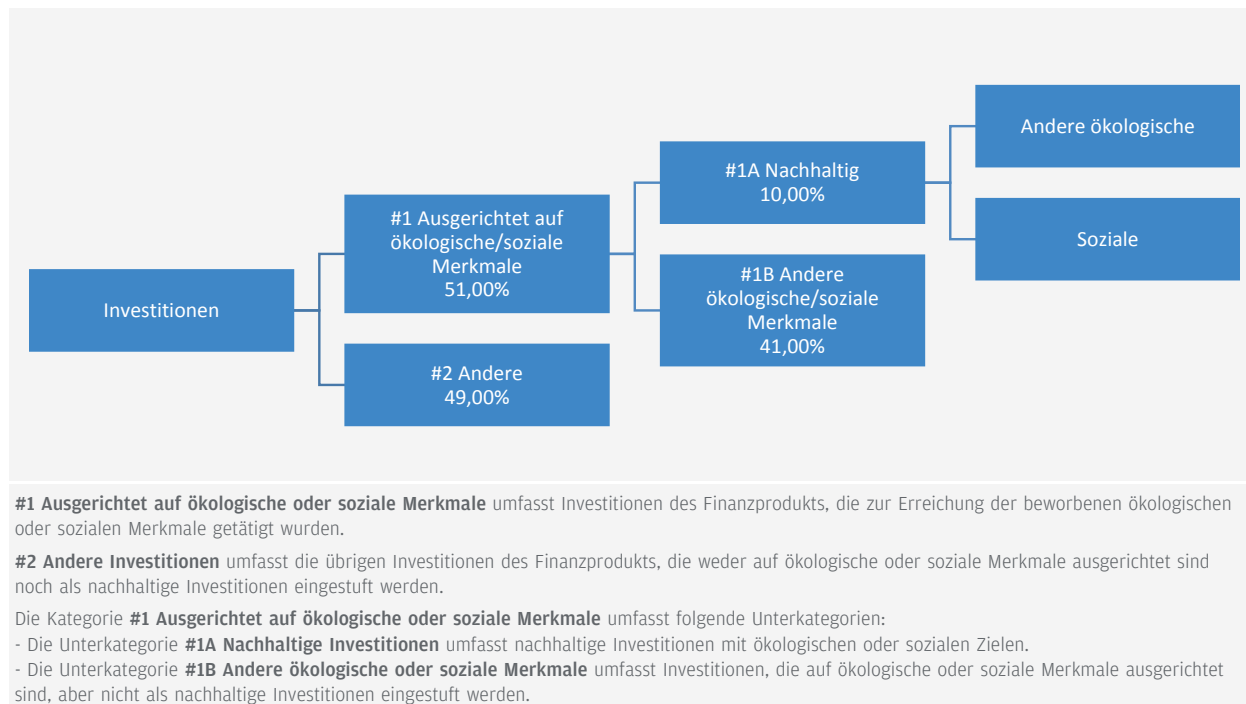 Investitionen
#1 Ausgerichtet auf
ökologische/soziale
Merkmale
51,00%
#2 Andere
49,00%
#1A Nachhaltig
10,00%
#1B Andere
ökologische/soziale
Merkmale
41,00%
Andere ökologische
Soziale
#1 Ausgerichtet auf ökologische oder soziale Merkmale umfasst Investitionen des Finanzprodukts, die zur Erreichung der beworbenen ökologischen
oder sozialen Merkmale getätigt wurden.
#2 Andere Investitionen umfasst die übrigen Investitionen des Finanzprodukts, die weder auf ökologische oder soziale Merkmale ausgerichtet sind
noch als nachhaltige Investitionen eingestuft werden.
Die Kategorie #1 Ausgerichtet auf ökologische oder soziale Merkmale umfasst folgende Unterkategorien:
- Die Unterkategorie #1A Nachhaltige Investitionen umfasst nachhaltige Investitionen mit ökologischen oder sozialen Zielen.
- Die Unterkategorie #1B Andere ökologische oder soziale Merkmale umfasst Investitionen, die auf ökologische oder soziale Merkmale ausgerichtet
sind, aber nicht als nachhaltige Investitionen eingestuft werden.